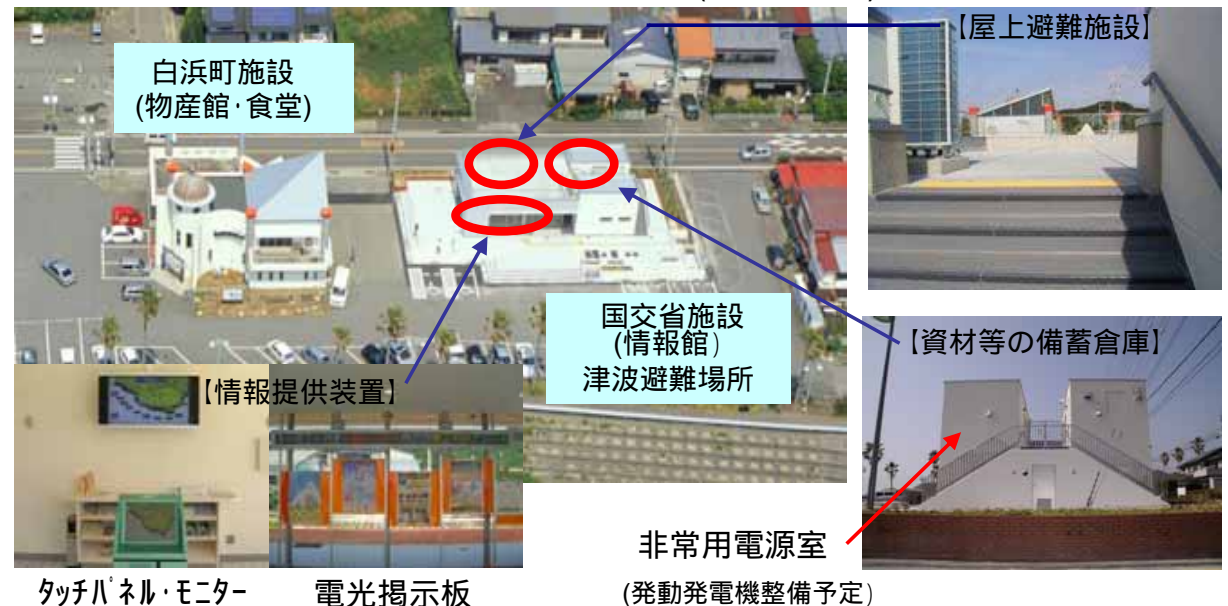 【屋上避難施設】
白浜町施設
(物産館･食堂)
国交省施設
(情報館)
津波避難場所
【資材等の備蓄倉庫】
【情報提供装置】
非常用電源室
(発動発電機整備予定)
ﾀｯﾁﾊﾟﾈﾙ･ﾓﾆﾀｰ
電光掲示板